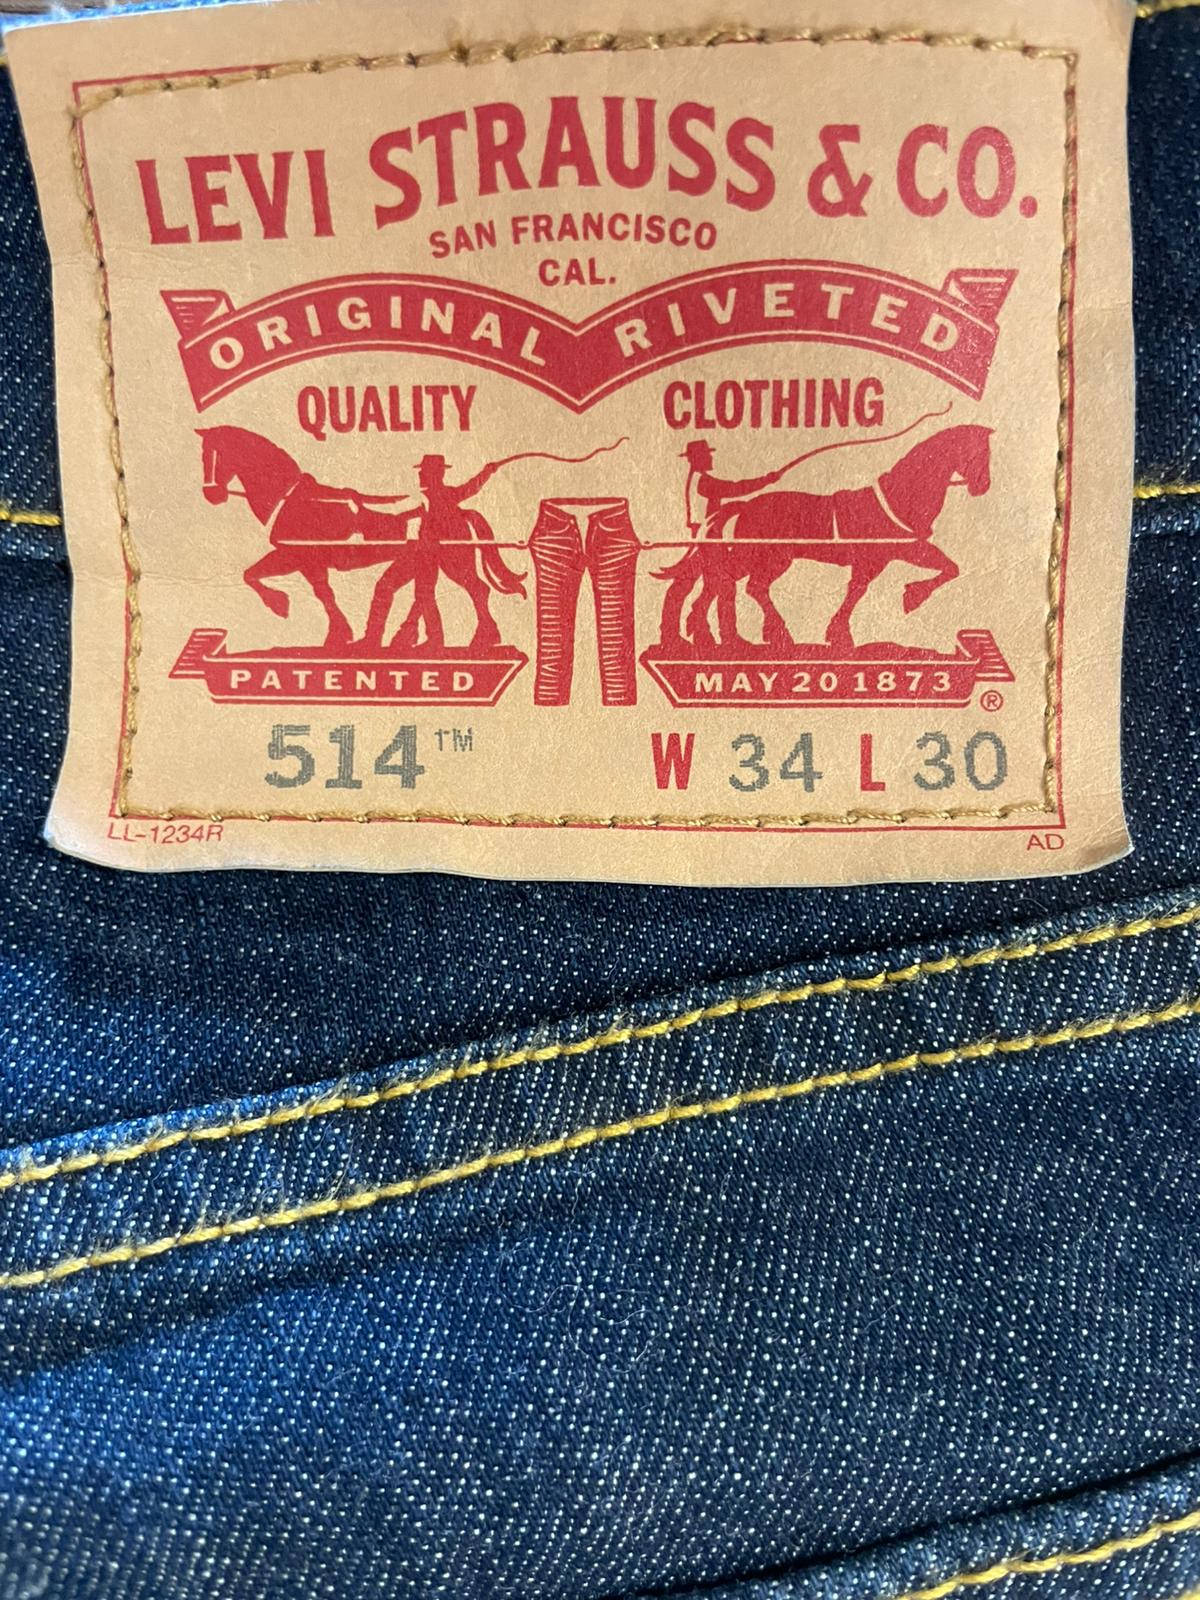 LEVI STRAUSS & CO.
SAN FRANCISCO
CAL.
ORIGINAL RIVETED
QUALITY CLOTHING
PATENTED MAY 20 1873 ®
514™ W 34 L 30
LL-1234R AD